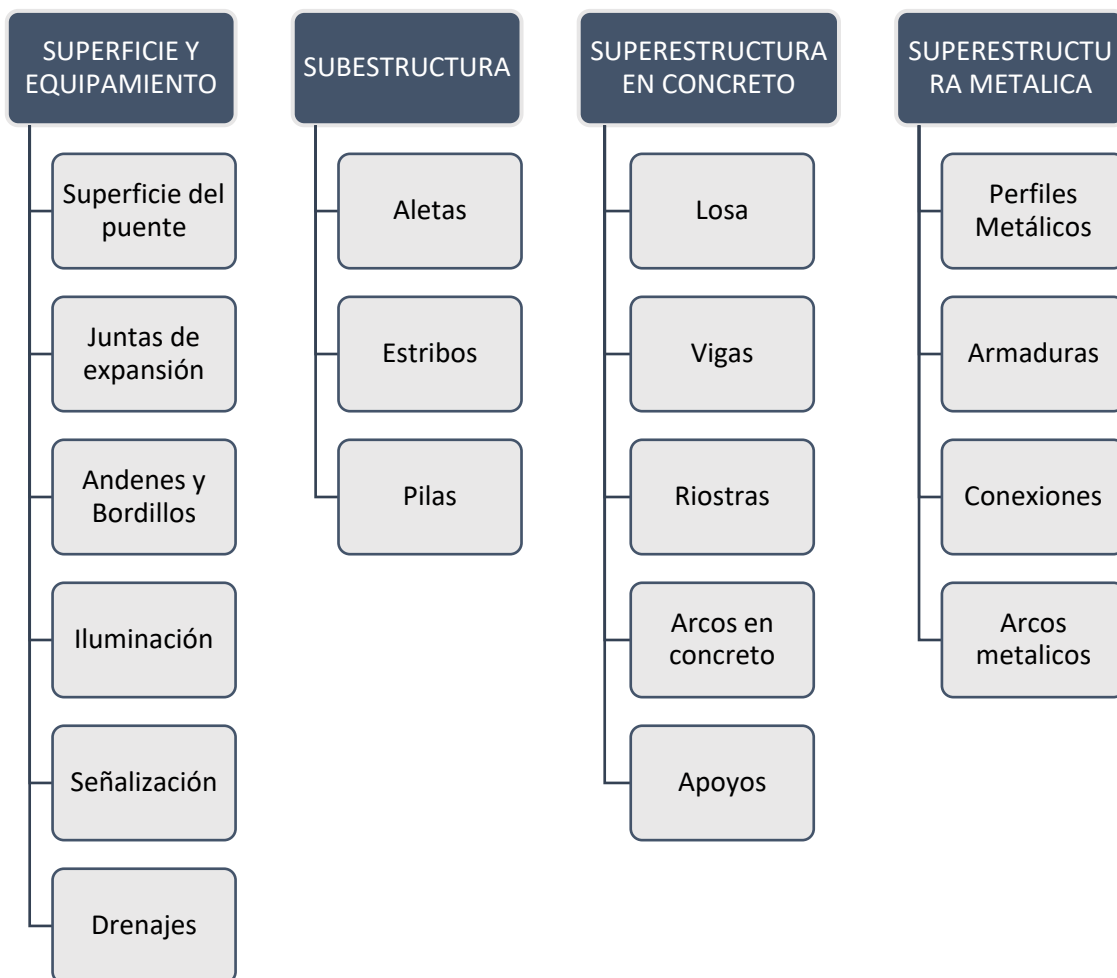 SUPERFICIE Y
EQUIPAMIENTO
Superficie del
puente
Juntas de
expansión
Andenes y
Bordillos
Iluminación
Señalización
Drenajes
SUBESTRUCTURA
Aletas
Estribos
Pilas
SUPERESTRUCTURA
EN CONCRETO
Losa
Vigas
Riostras
Arcos en
concreto
Apoyos
SUPERESTRUCTU
RA METALICA
Perfiles
Metálicos
Armaduras
Conexiones
Arcos
metalicos